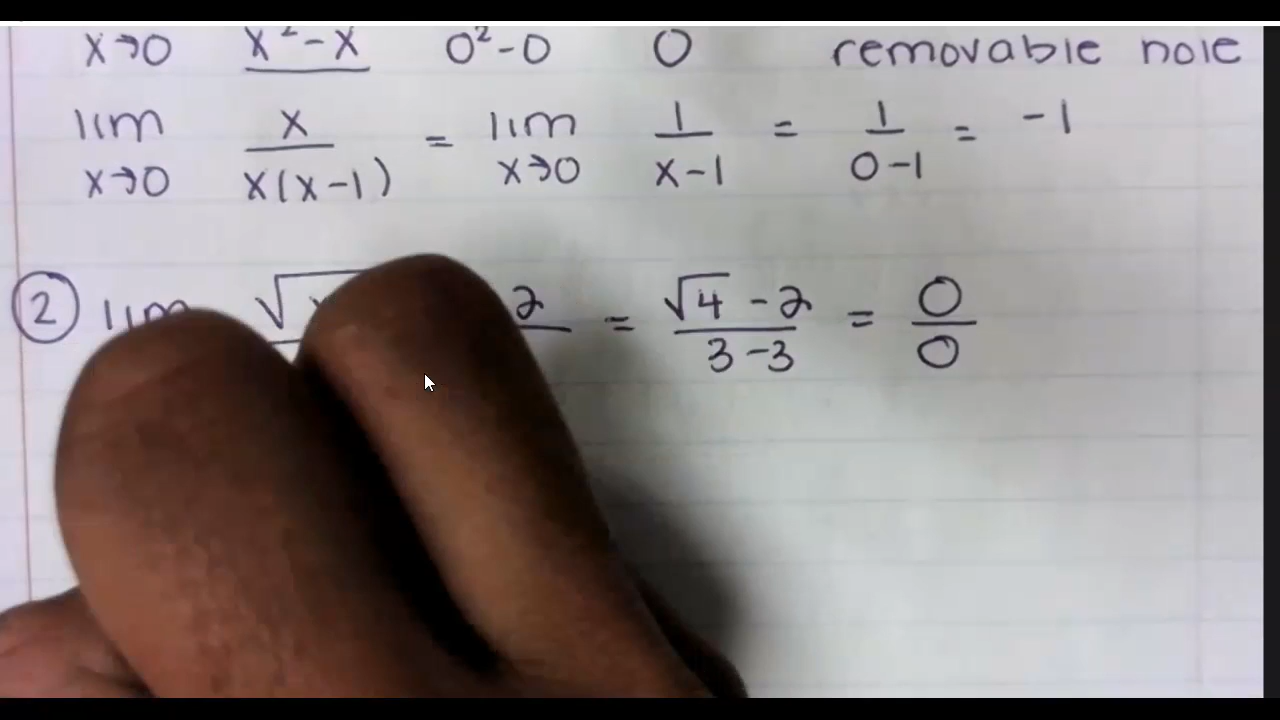 x→0 x²-x 0²-0 0 removable hole
lim x/x(x-1) = lim 1/x-1 = 1/0-1 = -1
x→0 x→0
② lim √x 2 = √4 -2/3-3 = 0/0